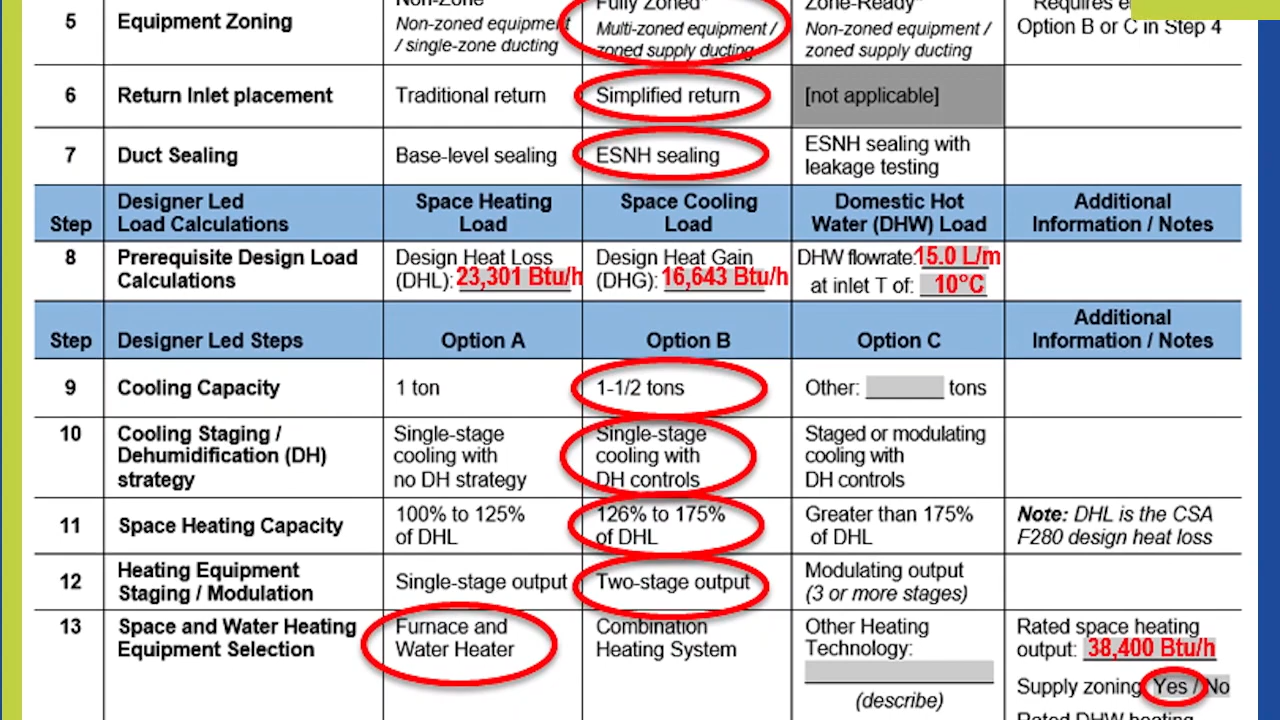 Non-Zone
Fully Zoned"
Zone-Ready"
5
Equipment Zoning
Non-zoned equipment
/ single-zone ducting
Multi-zoned equipment /
zoned supply ducting
Non-zoned equipment /
zoned supply ducting
Option B or C in Step 4
6
Return Inlet placement
Traditional return
Simplified return
[not applicable]
7
Duct Sealing
Base-level sealing
ESNH sealing
ESNH sealing with
leakage testing
Step
Designer Led
Load Calculations
Space Heating
Load
Space Cooling
Load
Domestic Hot
Water (DHW) Load
Additional
Information / Notes
8
Prerequisite Design Load
Calculations
Design Heat Loss
(DHL): 23,301 Btu/h
Design Heat Gain
(DHG): 16,643 Btu/h
DHW flowrate: 15.0 L/m
at inlet T of: 10°C
Step
Designer Led Steps
Option A
Option B
Option C
Additional
Information / Notes
9
Cooling Capacity
1 ton
1-1/2 tons
Other: tons
10
Cooling Staging /
Dehumidification (DH)
strategy
Single-stage
cooling with
no DH strategy
Single-stage
cooling with
DH controls
Staged or modulating
cooling with
DH controls
11
Space Heating Capacity
100% to 125%
of DHL
126% to 175%
of DHL
Greater than 175%
of DHL
Note: DHL is the CSA
F280 design heat loss
12
Heating Equipment
Staging / Modulation
Single-stage output
Two-stage output
Modulating output
(3 or more stages)
13
Space and Water Heating
Equipment Selection
Furnace and
Water Heater
Combination
Heating System
Other Heating
Technology:
(describe)
Rated space heating
output: 38,400 Btu/h
Supply zoning: Yes / No
Rated DHW heating